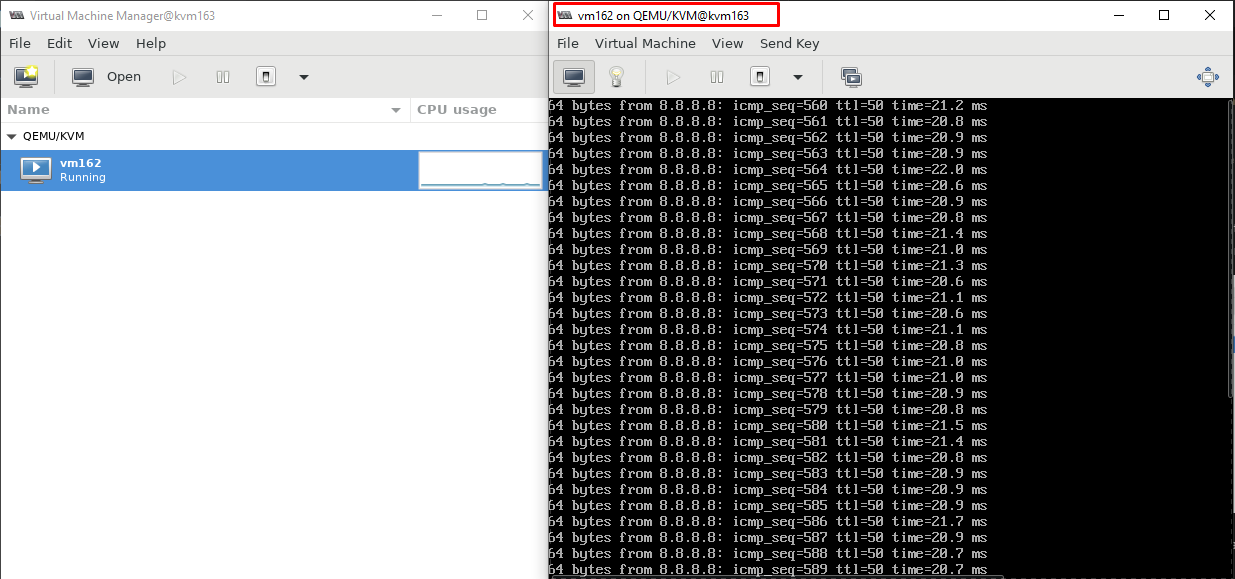 Virtual Machine Manager@kvm163
File Edit View Help
Open
Name CPU usage
QEMU/KVM
vm162
Running
vm162 on QEMU/KVM@kvm163
File Virtual Machine View Send Key
64 bytes from 8.8.8.8: icmp_seq=560 ttl=50 time=21.2 ms
64 bytes from 8.8.8.8: icmp_seq=561 ttl=50 time=20.8 ms
64 bytes from 8.8.8.8: icmp_seq=562 ttl=50 time=20.9 ms
64 bytes from 8.8.8.8: icmp_seq=563 ttl=50 time=20.9 ms
64 bytes from 8.8.8.8: icmp_seq=564 ttl=50 time=22.0 ms
64 bytes from 8.8.8.8: icmp_seq=565 ttl=50 time=20.6 ms
64 bytes from 8.8.8.8: icmp_seq=566 ttl=50 time=20.9 ms
64 bytes from 8.8.8.8: icmp_seq=567 ttl=50 time=20.8 ms
64 bytes from 8.8.8.8: icmp_seq=568 ttl=50 time=21.4 ms
64 bytes from 8.8.8.8: icmp_seq=569 ttl=50 time=21.0 ms
64 bytes from 8.8.8.8: icmp_seq=570 ttl=50 time=21.3 ms
64 bytes from 8.8.8.8: icmp_seq=571 ttl=50 time=20.6 ms
64 bytes from 8.8.8.8: icmp_seq=572 ttl=50 time=21.1 ms
64 bytes from 8.8.8.8: icmp_seq=573 ttl=50 time=20.6 ms
64 bytes from 8.8.8.8: icmp_seq=574 ttl=50 time=21.1 ms
64 bytes from 8.8.8.8: icmp_seq=575 ttl=50 time=20.8 ms
64 bytes from 8.8.8.8: icmp_seq=576 ttl=50 time=21.0 ms
64 bytes from 8.8.8.8: icmp_seq=577 ttl=50 time=21.0 ms
64 bytes from 8.8.8.8: icmp_seq=578 ttl=50 time=20.9 ms
64 bytes from 8.8.8.8: icmp_seq=579 ttl=50 time=20.8 ms
64 bytes from 8.8.8.8: icmp_seq=580 ttl=50 time=21.5 ms
64 bytes from 8.8.8.8: icmp_seq=581 ttl=50 time=21.4 ms
64 bytes from 8.8.8.8: icmp_seq=582 ttl=50 time=20.8 ms
64 bytes from 8.8.8.8: icmp_seq=583 ttl=50 time=20.9 ms
64 bytes from 8.8.8.8: icmp_seq=584 ttl=50 time=20.9 ms
64 bytes from 8.8.8.8: icmp_seq=585 ttl=50 time=20.9 ms
64 bytes from 8.8.8.8: icmp_seq=586 ttl=50 time=21.7 ms
64 bytes from 8.8.8.8: icmp_seq=587 ttl=50 time=20.9 ms
64 bytes from 8.8.8.8: icmp_seq=588 ttl=50 time=20.7 ms
64 bytes from 8.8.8.8: icmp_seq=589 ttl=50 time=20.7 ms